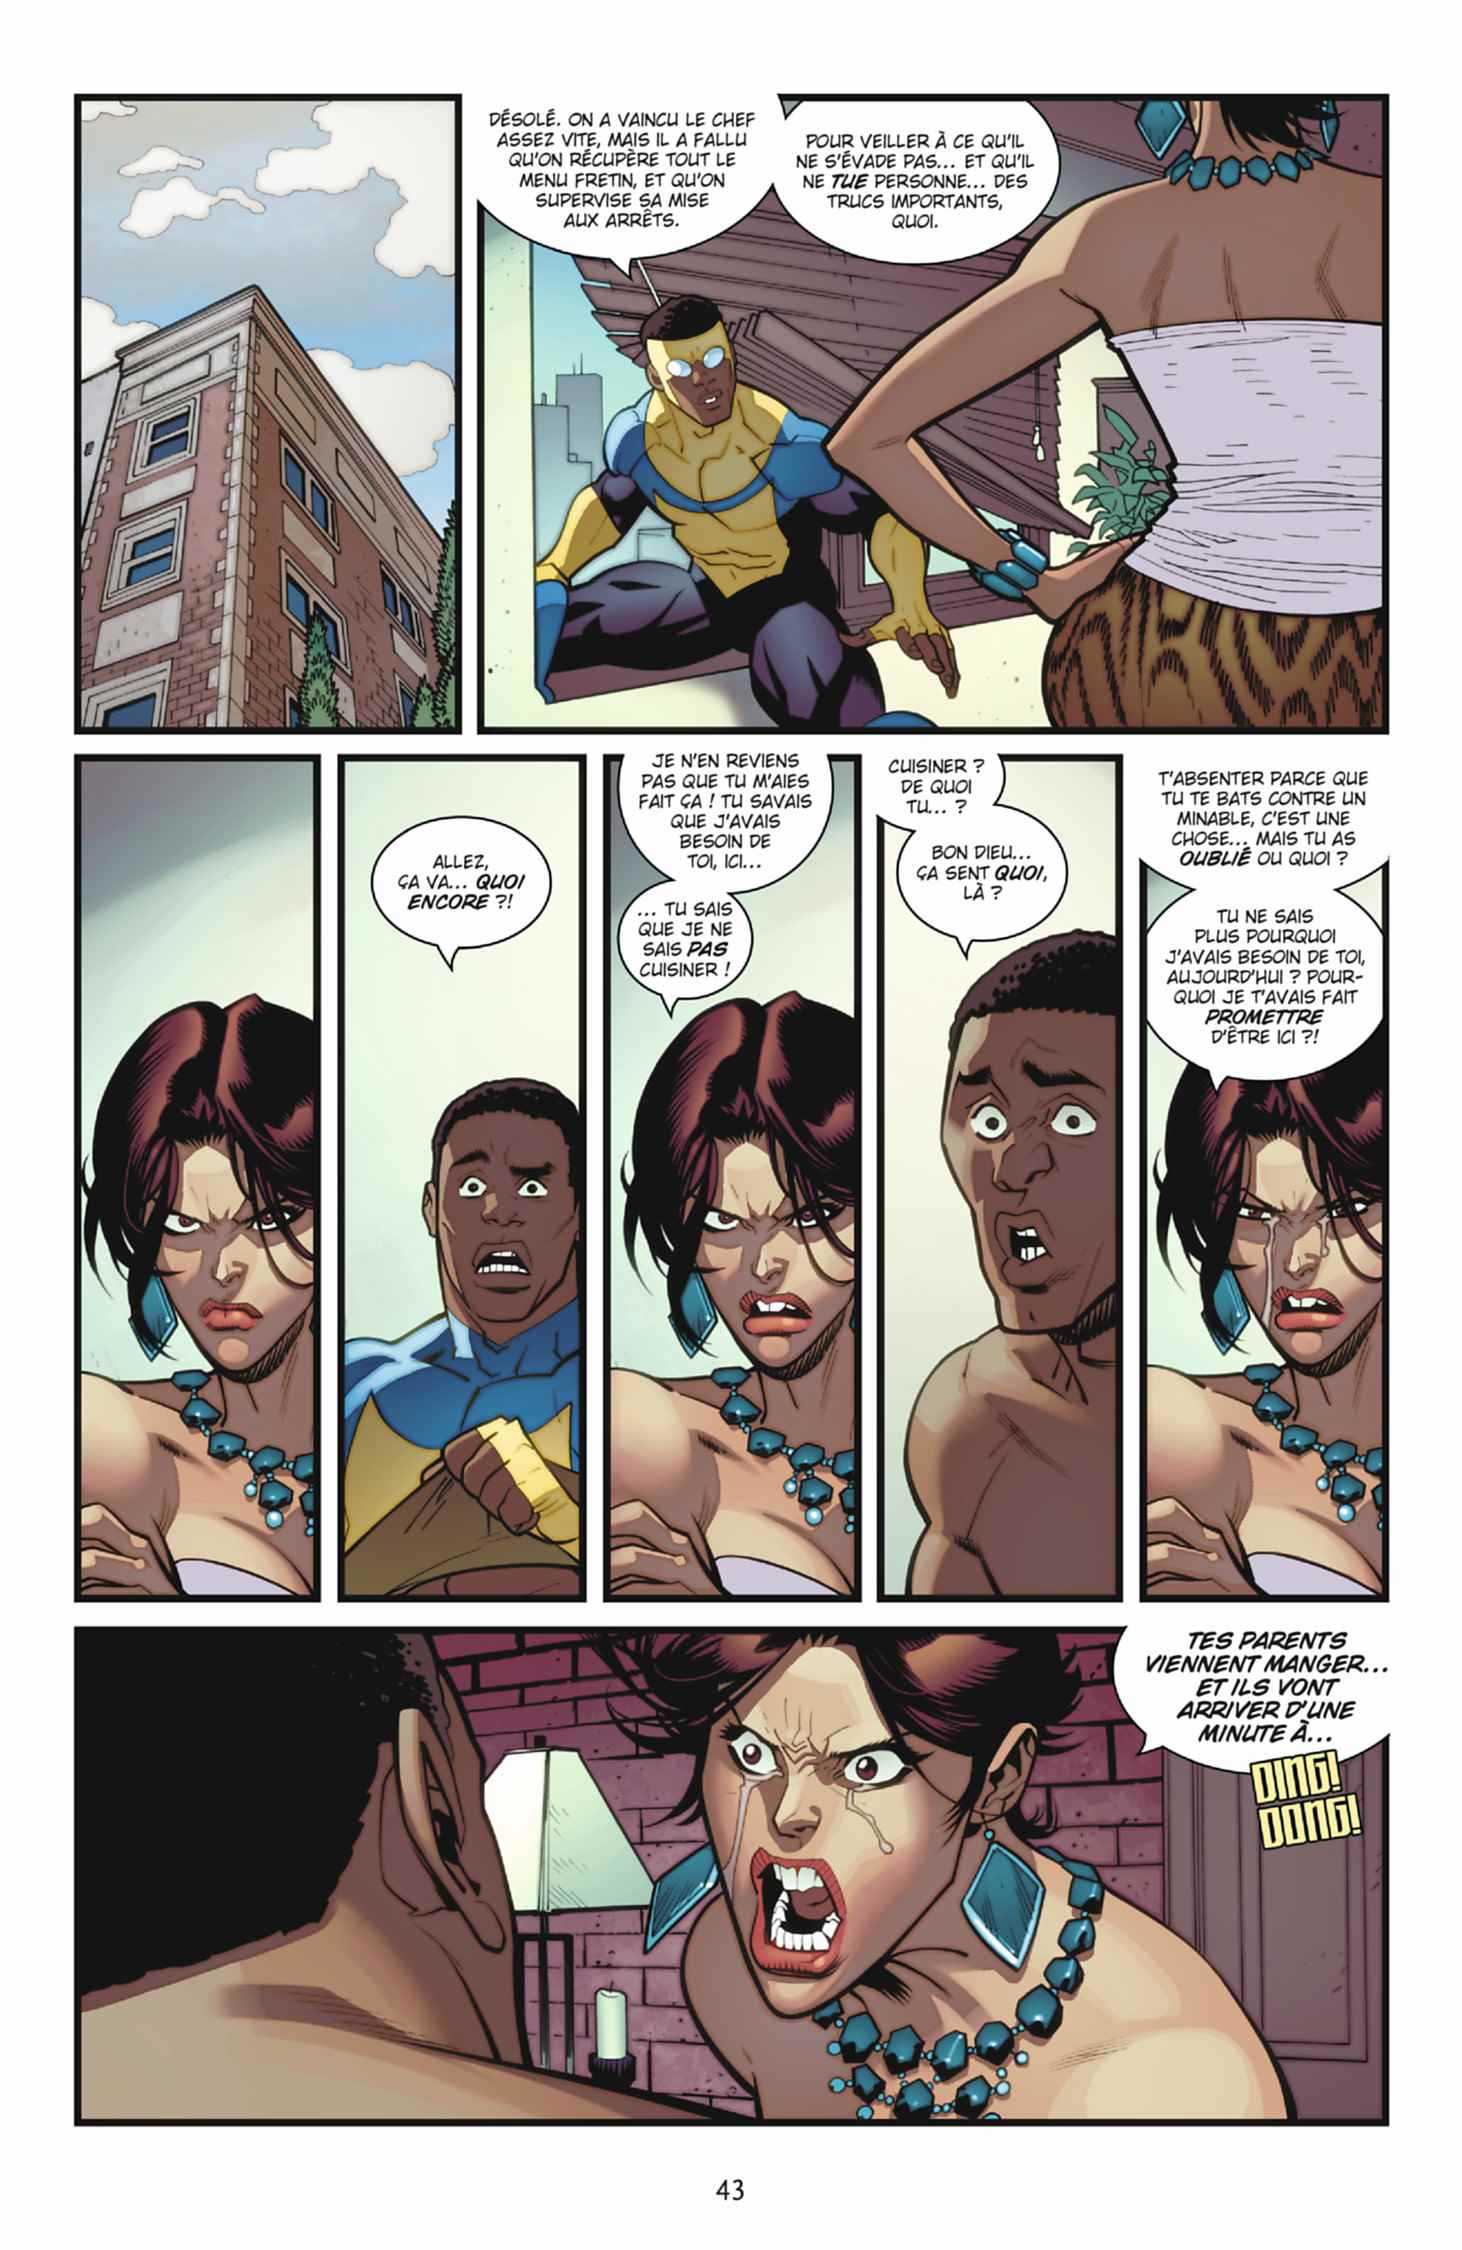 DÉSOLÉ. ON A VAINCU LE CHEF
ASSEZ VITE, MAIS IL A FALLU
QU'ON RÉCUPÈRE TOUT LE
MENU FRETIN, ET QU'ON
SUPERVISE SA MISE
AUX ARRÊTS.
POUR VEILLER À CE QU'IL
NE S'ÉVADE PAS... ET QU'IL
NE TUE PERSONNE... DES
TRUCS IMPORTANTS,
QUOI.
ALLEZ,
ÇA VA... QUOI
ENCORE ?!
JE N'EN REVIENS
PAS QUE TU M'AIES
FAIT ÇA ! TU SAVAIS
QUE J'AVAIS
BESOIN DE
TOI, ICI...
... TU SAIS
QUE JE NE
SAIS PAS
CUISINER !
CUISINER ?
DE QUOI
TU... ?
BON DIEU...
ÇA SENT QUOI,
LÀ ?
T'ABSENTER PARCE QUE
TU TE BATS CONTRE UN
MINABLE, C'EST UNE
CHOSE... MAIS TU AS
OUBLIÉ OU QUOI ?
TU NE SAIS
PLUS POURQUOI
J'AVAIS BESOIN DE TOI,
AUJOURD'HUI ? POUR-
QUOI JE T'AVAIS FAIT
PROMETTRE
D'ÊTRE ICI ?!
TES PARENTS
VIENNENT MANGER...
ET ILS VONT
ARRIVER D'UNE
MINUTE À...
DING!
DONG!
43